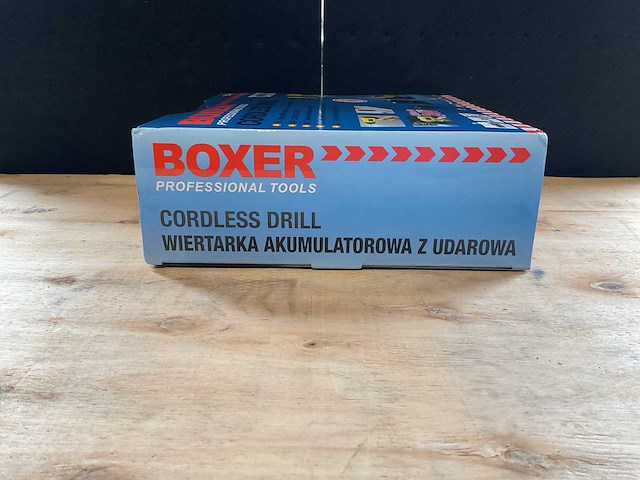 BOXER
PROFESSIONAL TOOLS
CORDLESS DRILL
WIERTARKA AKUMULATOROWA Z UDAROWA